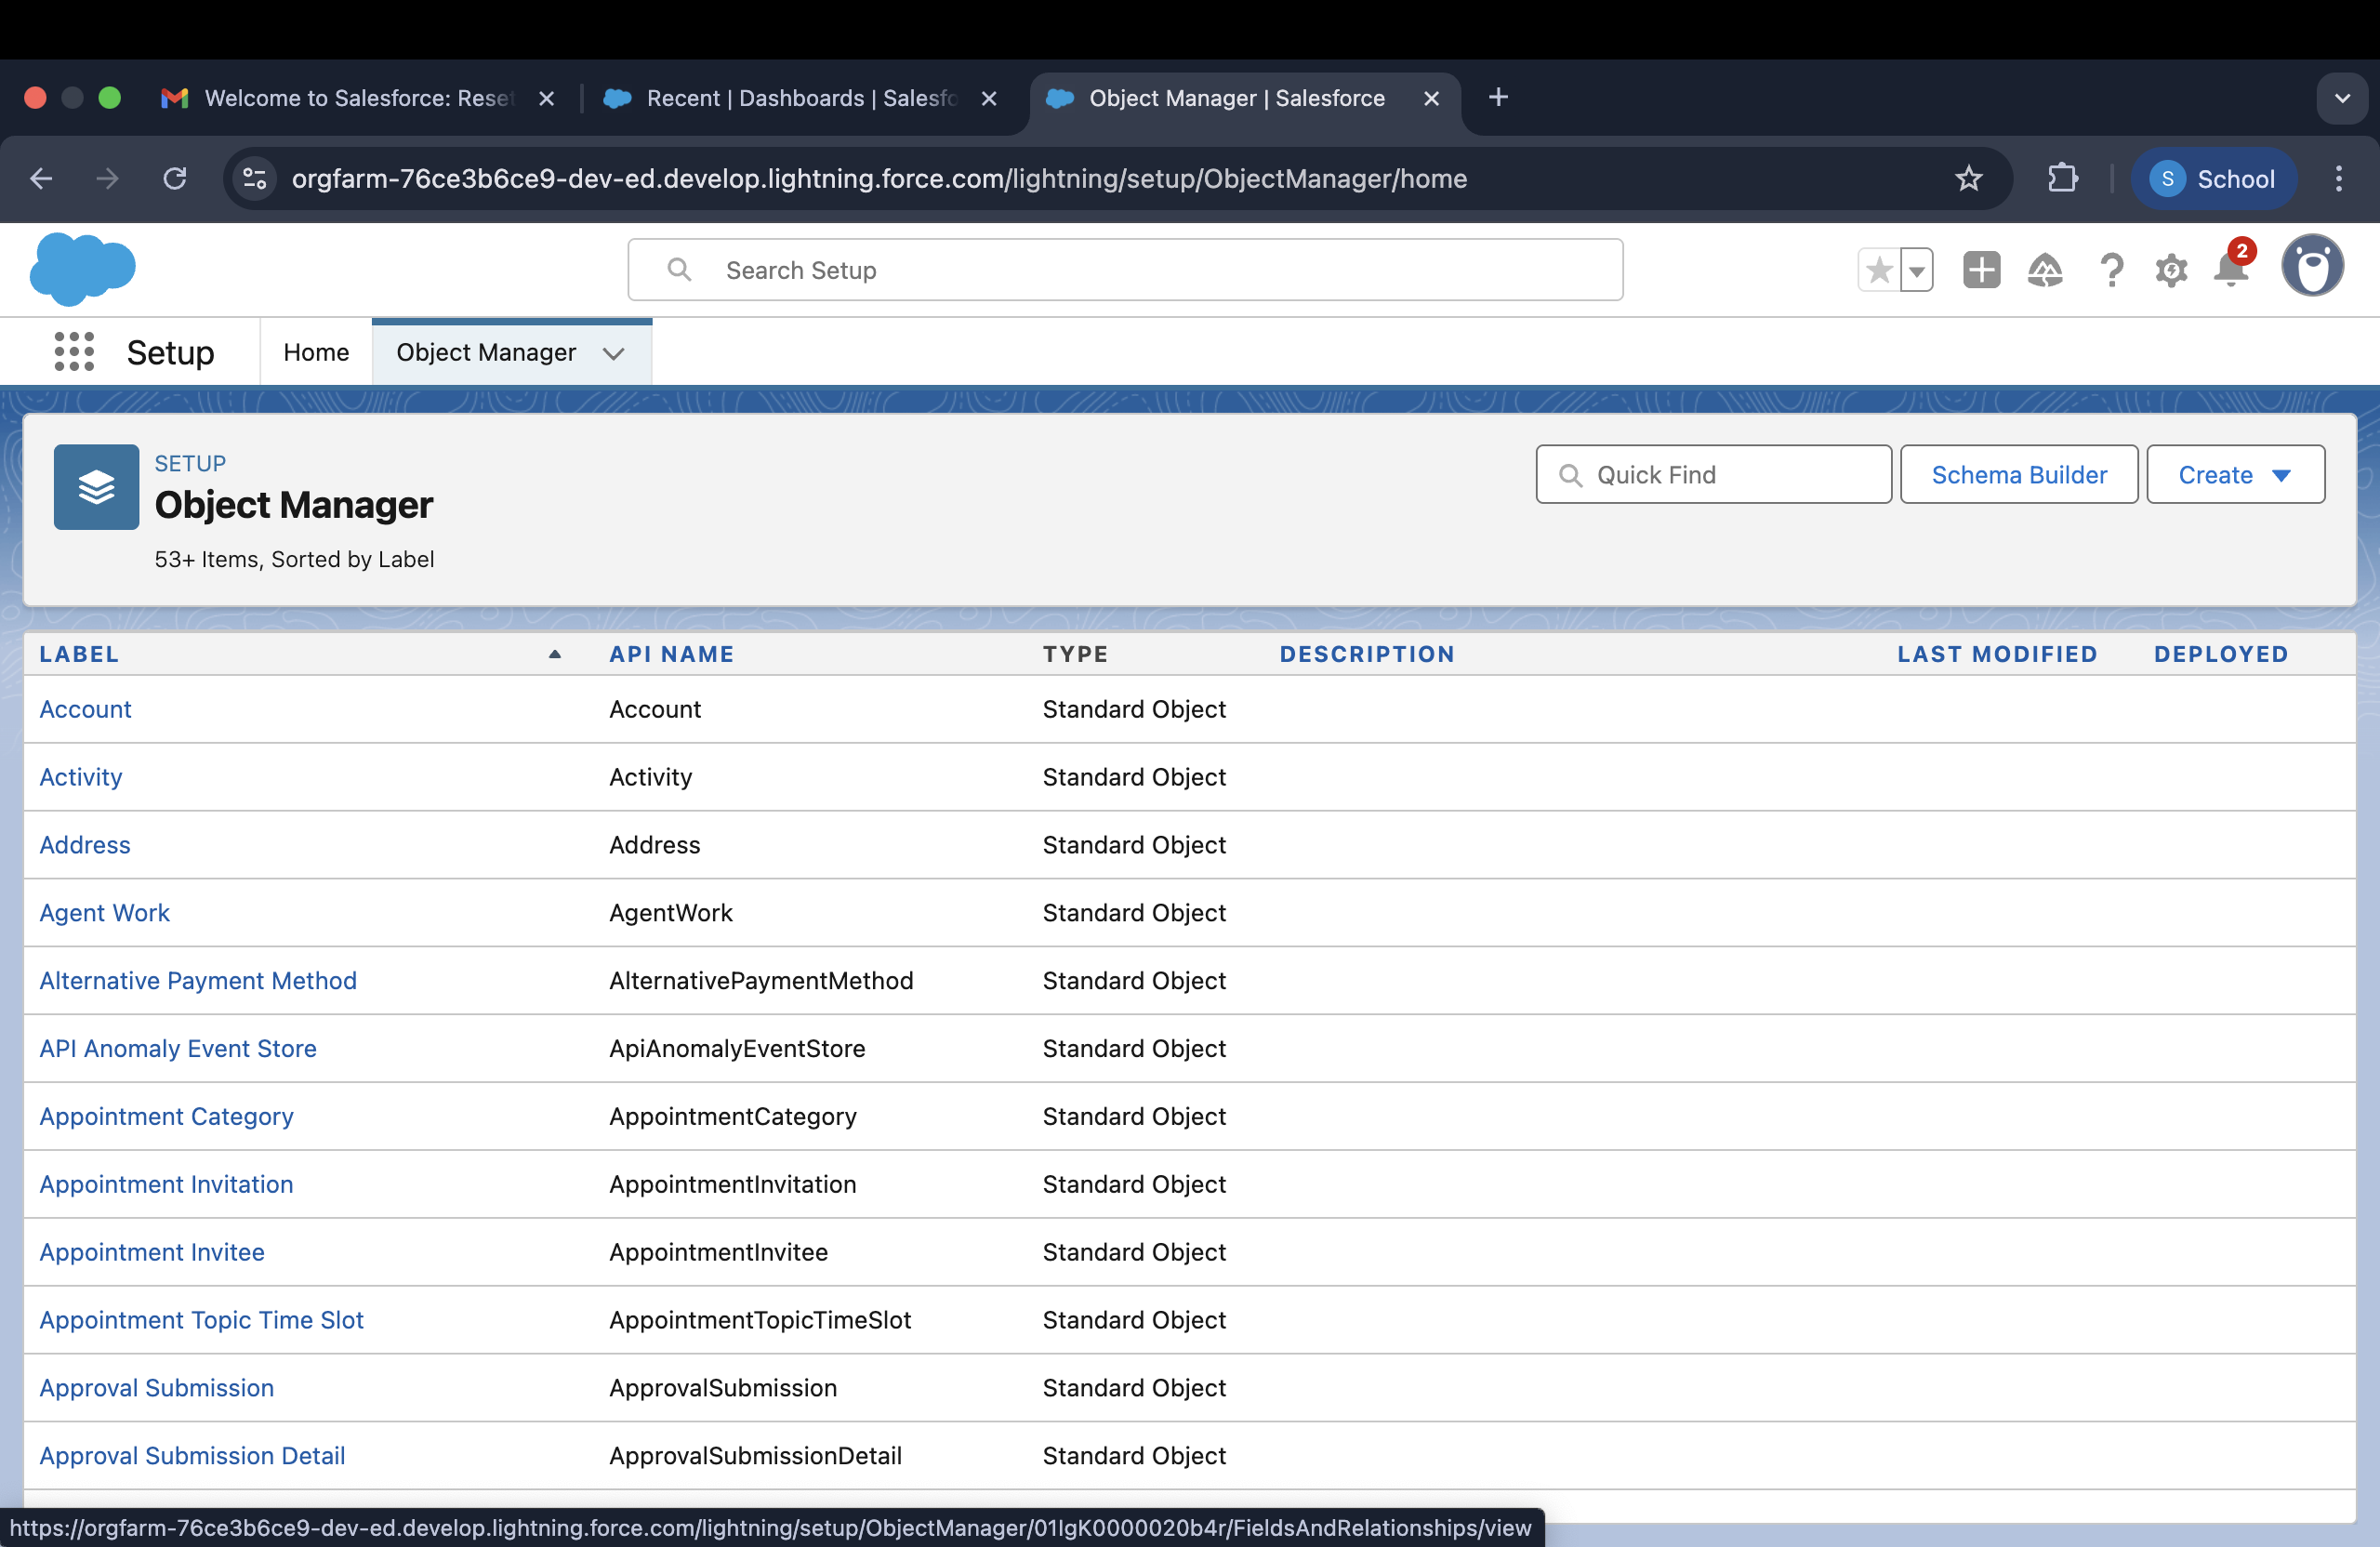 Welcome to Salesforce: Reset
Recent | Dashboards | Salesfo
Object Manager | Salesforce
orgfarm-76ce3b6ce9-dev-ed.develop.lightning.force.com/lightning/setup/ObjectManager/home
S School
Search Setup
2
Setup Home Object Manager
SETUP
Object Manager
53+ Items, Sorted by Label
Quick Find
Schema Builder
Create
LABEL API NAME TYPE DESCRIPTION LAST MODIFIED DEPLOYED
Account Account Standard Object
Activity Activity Standard Object
Address Address Standard Object
Agent Work AgentWork Standard Object
Alternative Payment Method AlternativePaymentMethod Standard Object
API Anomaly Event Store ApiAnomalyEventStore Standard Object
Appointment Category AppointmentCategory Standard Object
Appointment Invitation AppointmentInvitation Standard Object
Appointment Invitee AppointmentInvitee Standard Object
Appointment Topic Time Slot AppointmentTopicTimeSlot Standard Object
Approval Submission ApprovalSubmission Standard Object
Approval Submission Detail ApprovalSubmissionDetail Standard Object
https://orgfarm-76ce3b6ce9-dev-ed.develop.lightning.force.com/lightning/setup/ObjectManager/01IgK0000020b4r/FieldsAndRelationships/view